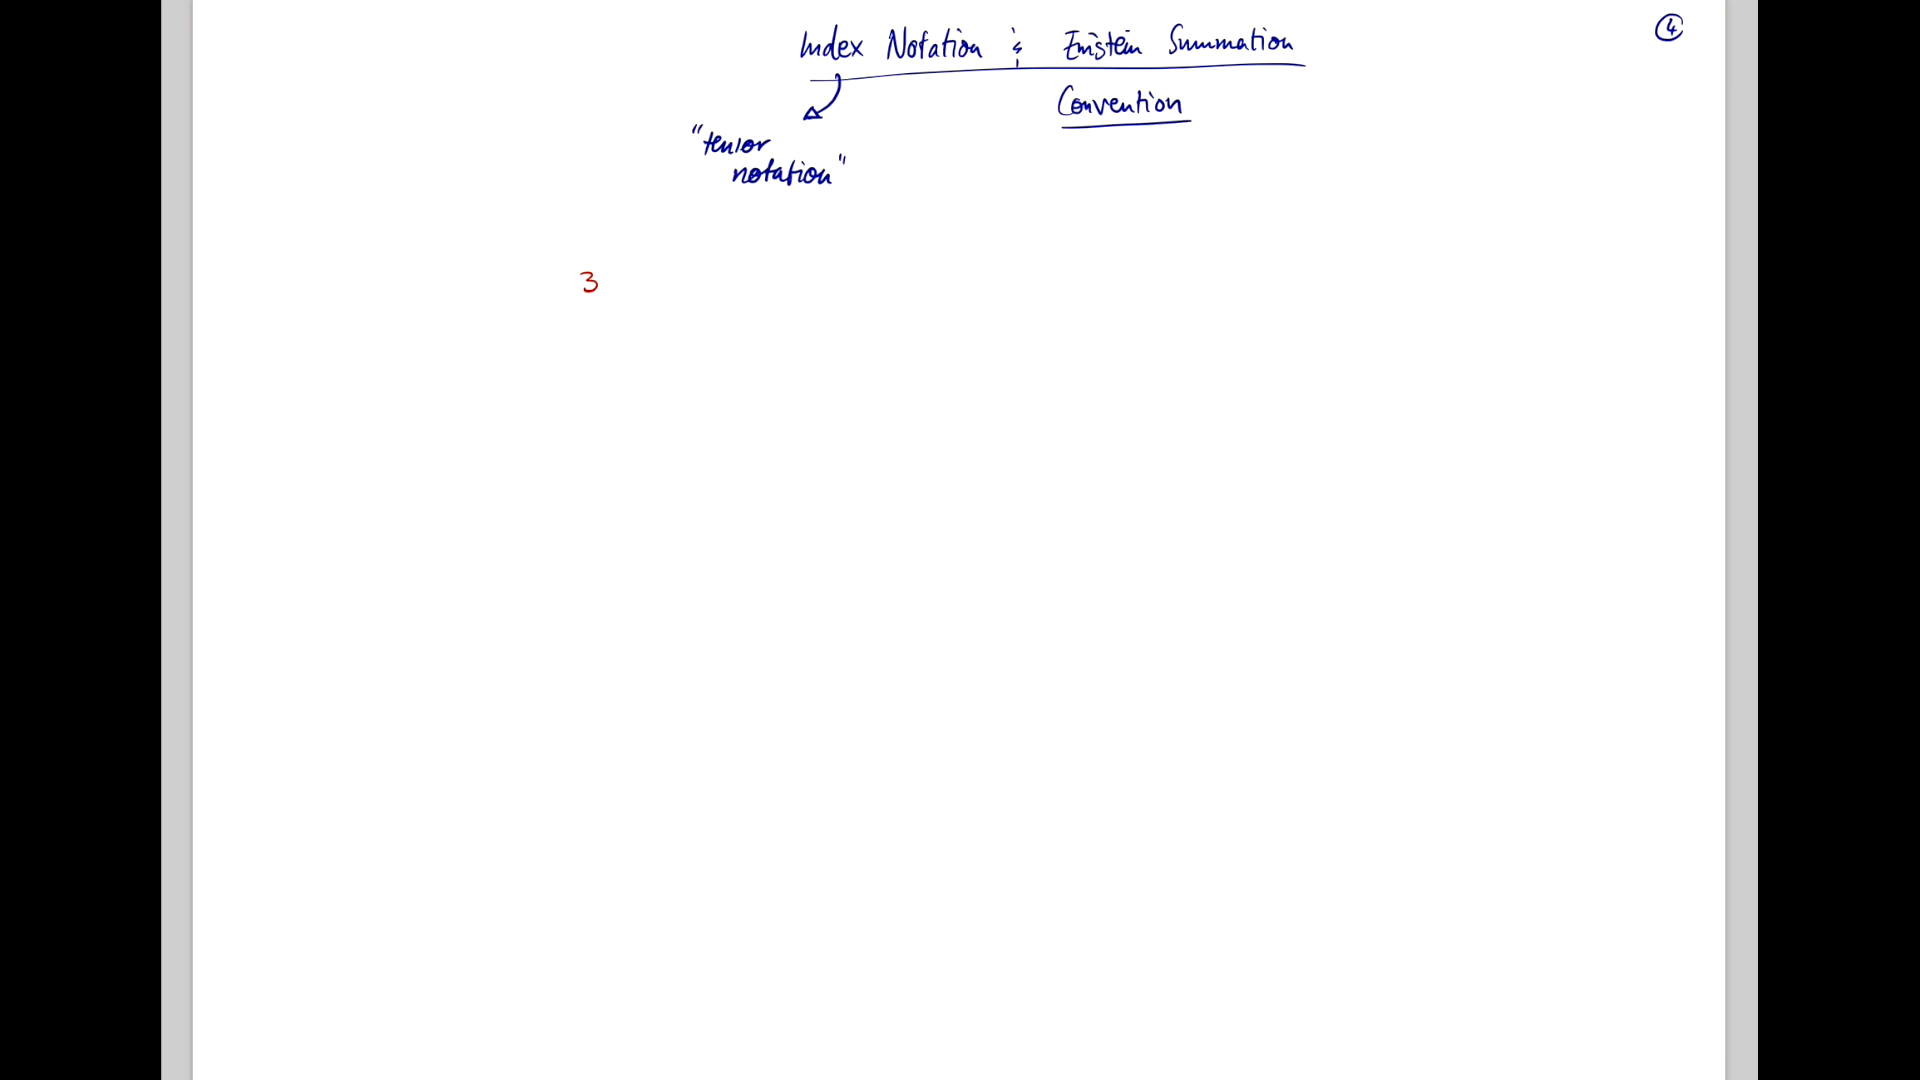 Index Notation & Einstein Summation
④
Convention
"tensor
notation"
3